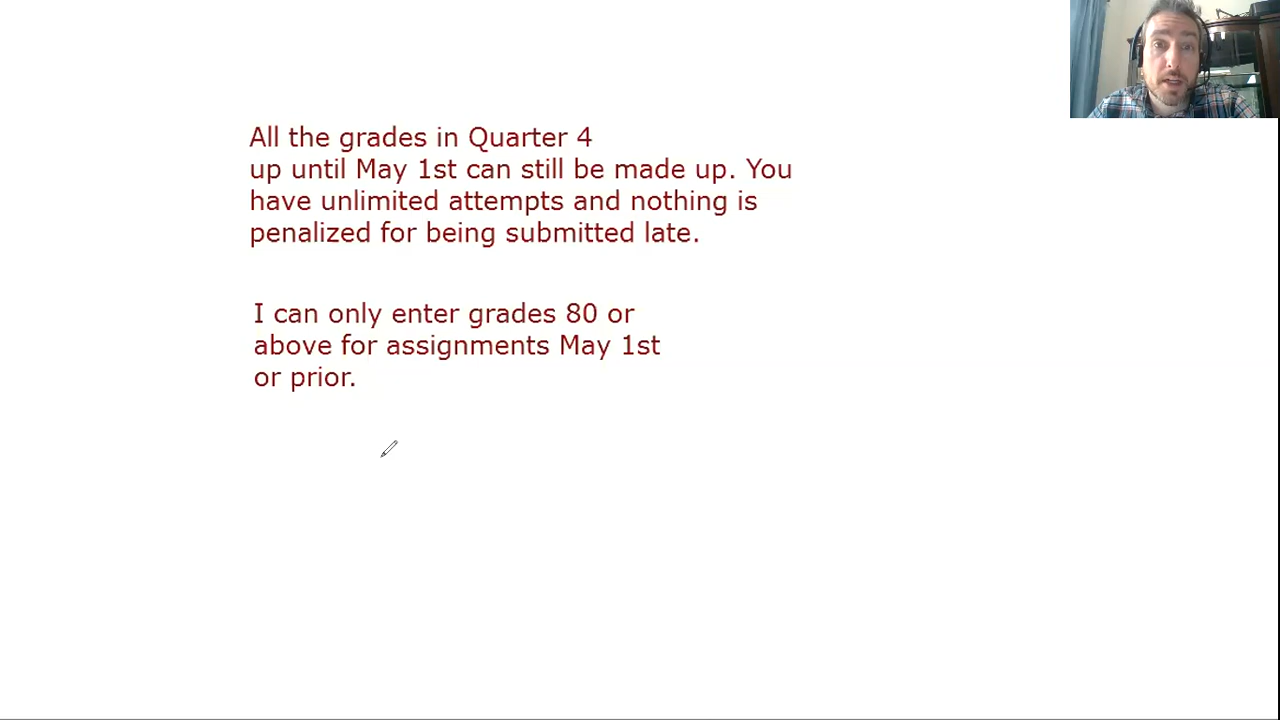 All the grades in Quarter 4
up until May 1st can still be made up. You
have unlimited attempts and nothing is
penalized for being submitted late.
I can only enter grades 80 or
above for assignments May 1st
or prior.